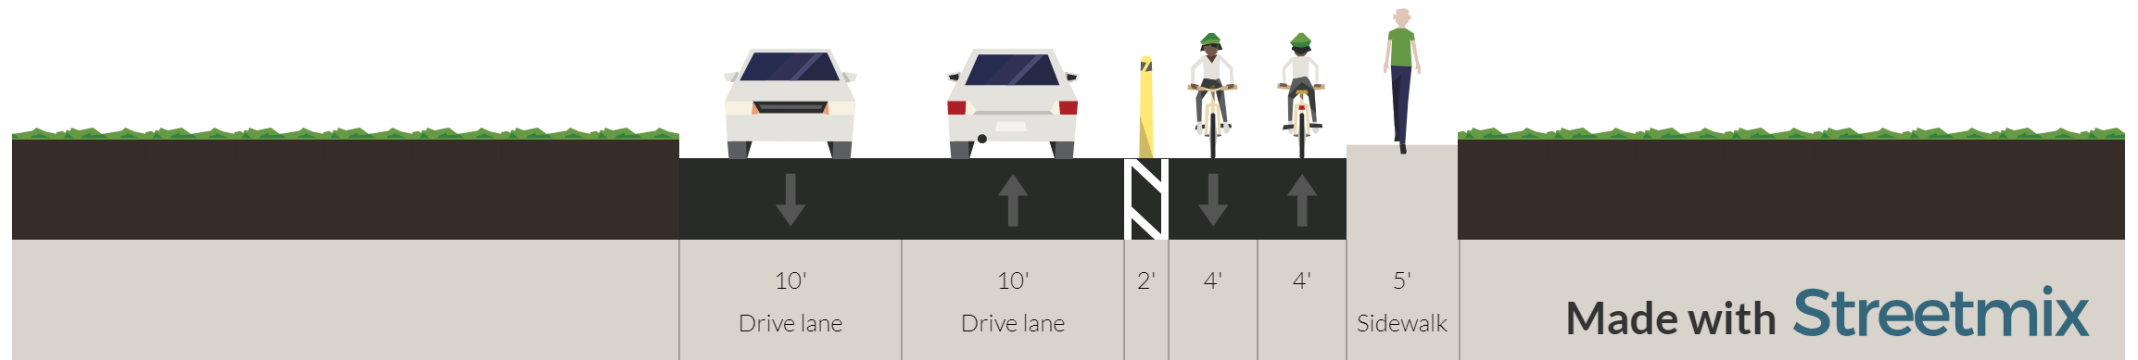 10' 10' 2' 4' 4' 5'
Drive lane Drive lane Sidewalk
Made with Streetmix